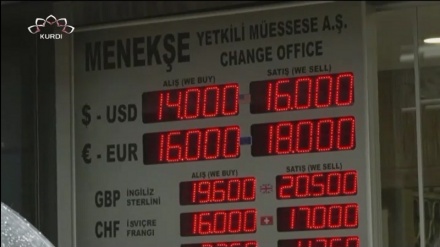 KURDÎ
MENEKŞE YETKİLİ MÜESSESE A.Ş.
CHANGE OFFICE
ALIŞ (WE BUY) SATIŞ (WE SELL)
$ - USD 14.000 16.000
€ - EUR 16.000 18.000
ALIŞ (WE BUY) SATIŞ (WE SELL)
GBP İNGİLİZ STERLİNİ 19.600 20.500
CHF İSVİÇRE FRANGI 16.000 17.000